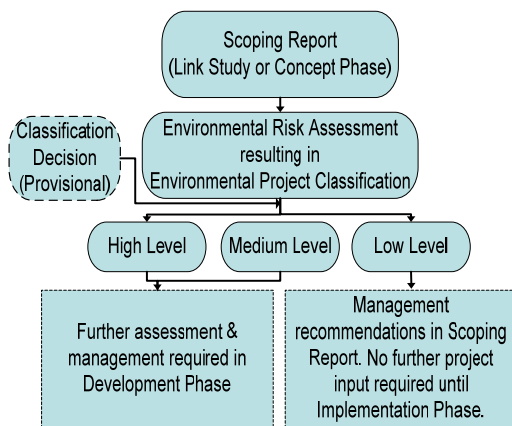 Scoping Report
(Link Study or Concept Phase)
Classification
Decision
(Provisional)
Environmental Risk Assessment
resulting in
Environmental Project Classification
High Level
Medium Level
Low Level
Further assessment &
management required in
Development Phase
Management
recommendations in Scoping
Report. No further project
input required until
Implementation Phase.